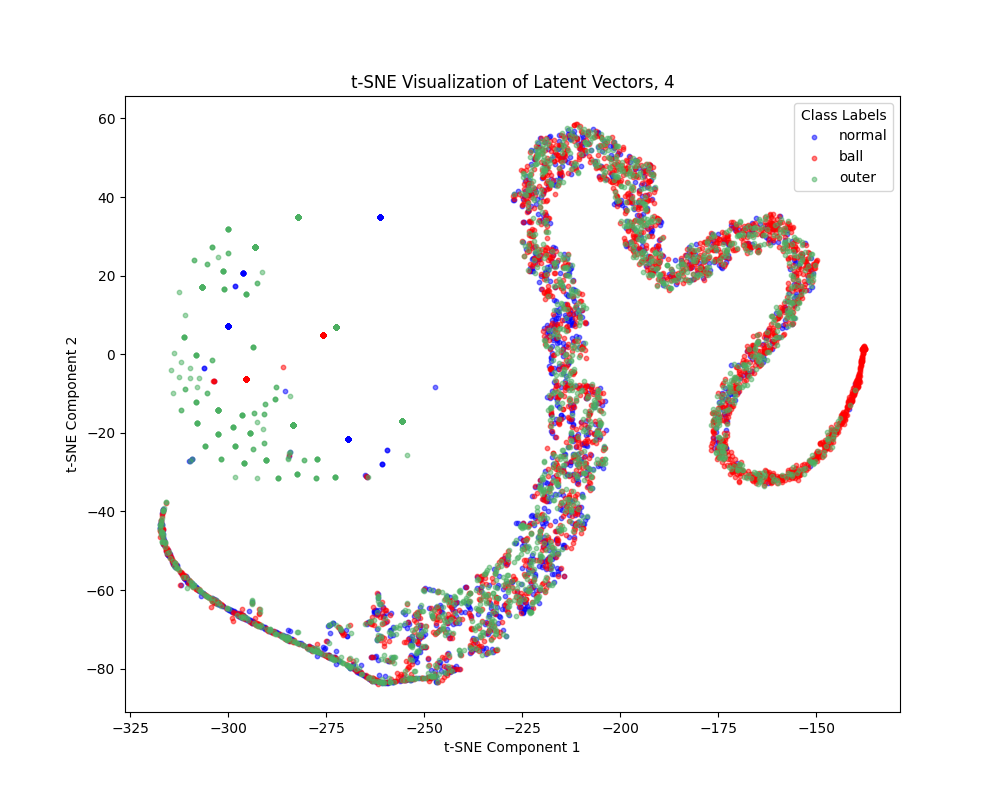 t-SNE Visualization of Latent Vectors, 4
Class Labels
normal
ball
outer
60
40
20
0
−20
−40
−60
−80
t-SNE Component 2
−325
−300
−275
−250
−225
−200
−175
−150
t-SNE Component 1